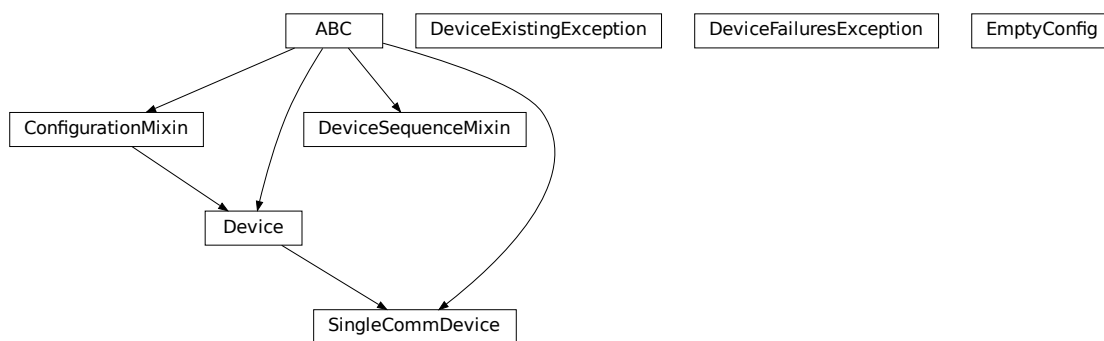 ABC
DeviceExistingException
DeviceFailuresException
EmptyConfig
ConfigurationMixin
DeviceSequenceMixin
Device
SingleCommDevice